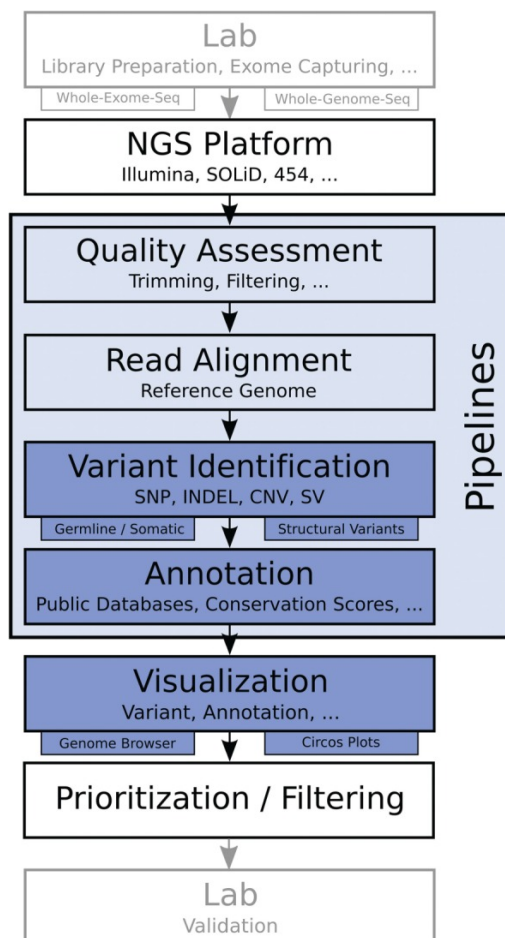 Lab
Library Preparation, Exome Capturing, ...
Whole-Exome-Seq
Whole-Genome-Seq
NGS Platform
Illumina, SOLiD, 454, ...
Quality Assessment
Trimming, Filtering, ...
Read Alignment
Reference Genome
Variant Identification
SNP, INDEL, CNV, SV
Germline / Somatic
Structural Variants
Annotation
Public Databases, Conservation Scores, ...
Pipelines
Visualization
Variant, Annotation, ...
Genome Browser
Circos Plots
Prioritization / Filtering
Lab
Validation